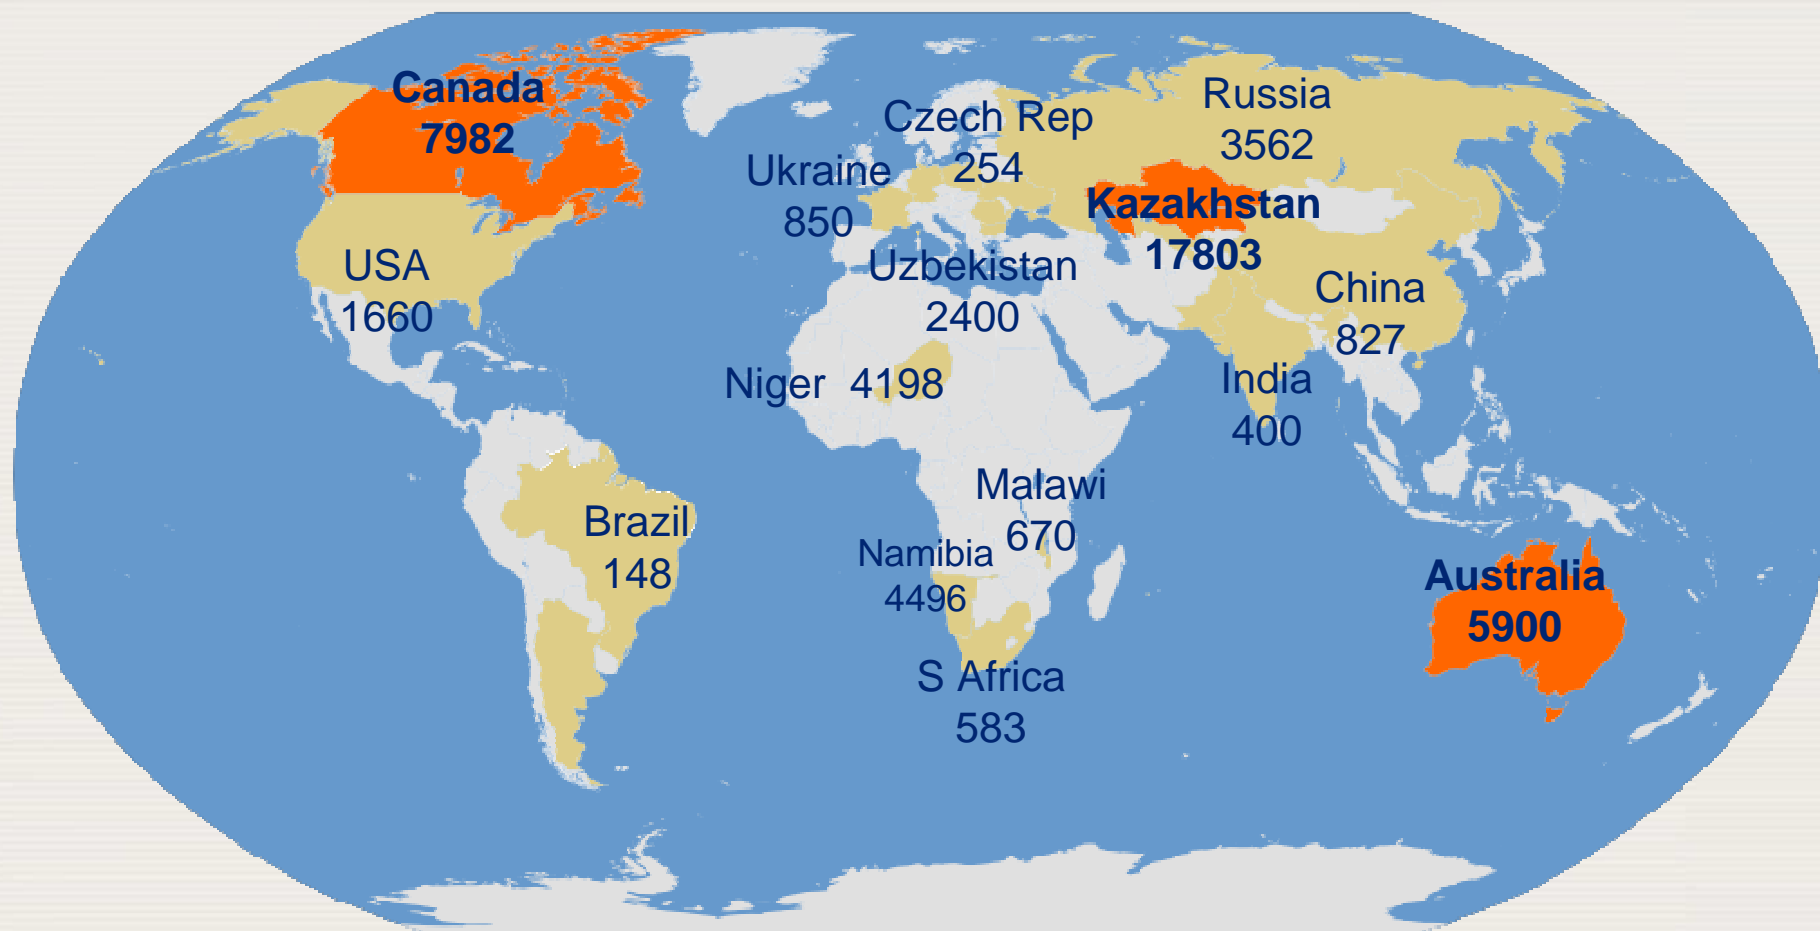 Canada
7982
Russia
3562
Czech Rep
254
Ukraine
850
Kazakhstan
17803
USA
1660
Uzbekistan
2400
China
827
Niger 4198
India
400
Malawi
670
Brazil
148
Namibia
4496
Australia
5900
S Africa
583